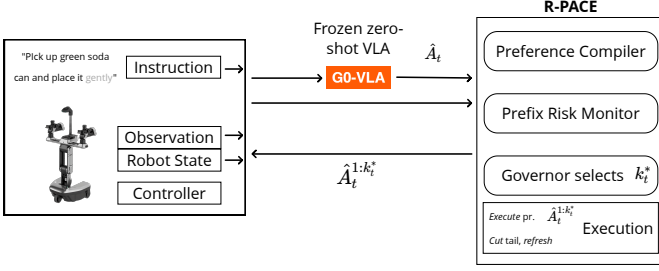 R-PACE
Frozen zero-
shot VLA
"Pick up green soda
can and place it gently"
Instruction
G0-VLA
Â_t
Preference Compiler
Prefix Risk Monitor
Observation
Robot State
Controller
Â_t^{1:k_t^*}
Governor selects k_t^*
Execute pr. Â_t^{1:k_t^*}
Cut tail, refresh
Execution